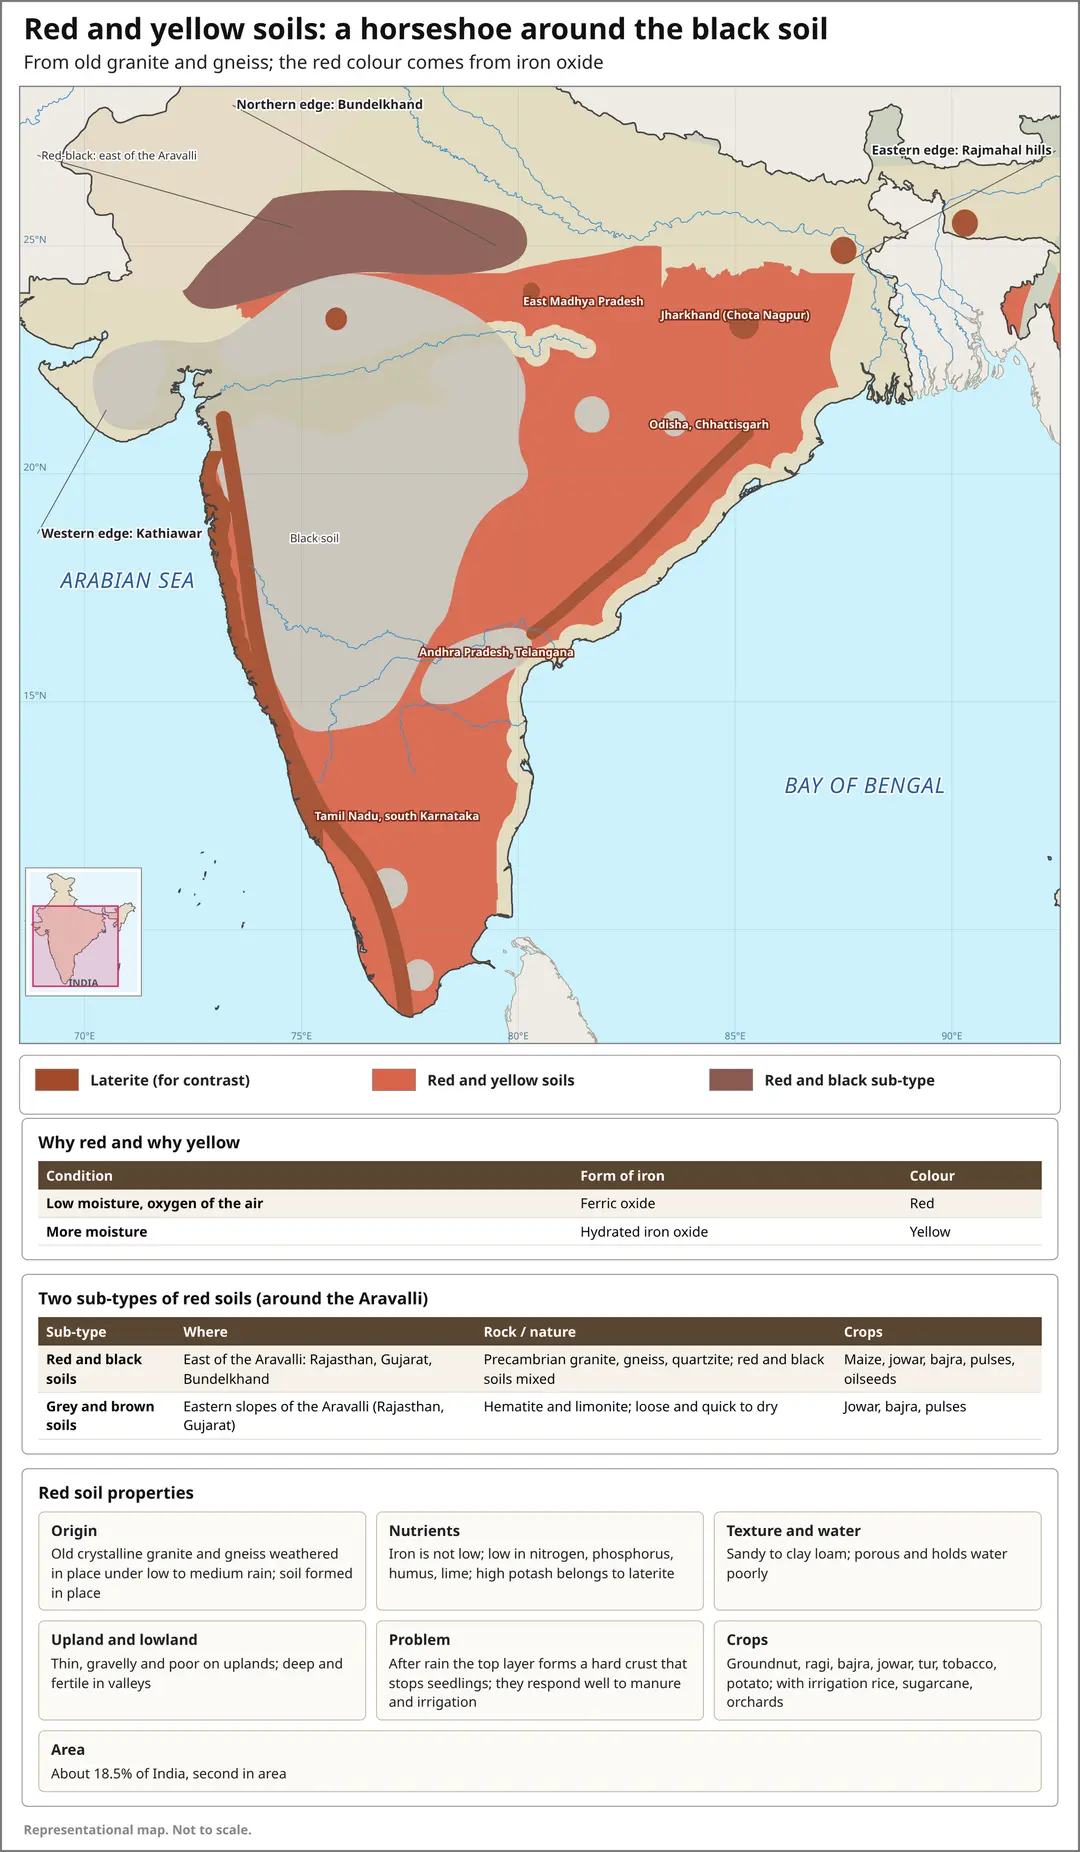 Red and yellow soils: a horseshoe around the black soil
From old granite and gneiss; the red colour comes from iron oxide
Northern edge: Bundelkhand
Red-black: east of the Aravalli
Eastern edge: Rajmahal hills
25°N
East Madhya Pradesh
Jharkhand (Chota Nagpur)
Odisha, Chhattisgarh
20°N
Western edge: Kathiawar
Black soil
ARABIAN SEA
Andhra Pradesh, Telangana
15°N
BAY OF BENGAL
Tamil Nadu, south Karnataka
INDIA
70°E
75°E
80°E
85°E
90°E
Laterite (for contrast)
Red and yellow soils
Red and black sub-type
Why red and why yellow
Condition
Form of iron
Colour
Low moisture, oxygen of the air
Ferric oxide
Red
More moisture
Hydrated iron oxide
Yellow
Two sub-types of red soils (around the Aravalli)
Sub-type
Where
Rock / nature
Crops
Red and black
soils
East of the Aravalli: Rajasthan, Gujarat,
Bundelkhand
Precambrian granite, gneiss, quartzite; red and black
soils mixed
Maize, jowar, bajra, pulses,
oilseeds
Grey and brown
soils
Eastern slopes of the Aravalli (Rajasthan,
Gujarat)
Hematite and limonite; loose and quick to dry
Jowar, bajra, pulses
Red soil properties
Origin
Old crystalline granite and gneiss weathered
in place under low to medium rain; soil formed
in place
Nutrients
Iron is not low; low in nitrogen, phosphorus,
humus, lime; high potash belongs to laterite
Texture and water
Sandy to clay loam; porous and holds water
poorly
Upland and lowland
Thin, gravelly and poor on uplands; deep and
fertile in valleys
Problem
After rain the top layer forms a hard crust that
stops seedlings; they respond well to manure
and irrigation
Crops
Groundnut, ragi, bajra, jowar, tur, tobacco,
potato; with irrigation rice, sugarcane,
orchards
Area
About 18.5% of India, second in area
Representational map. Not to scale.